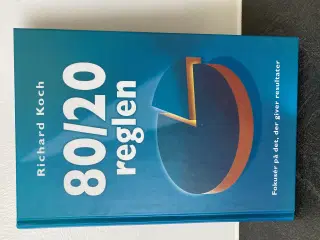 Richard Koch
80/20
reglen
Fokusér på det, der giver resultater